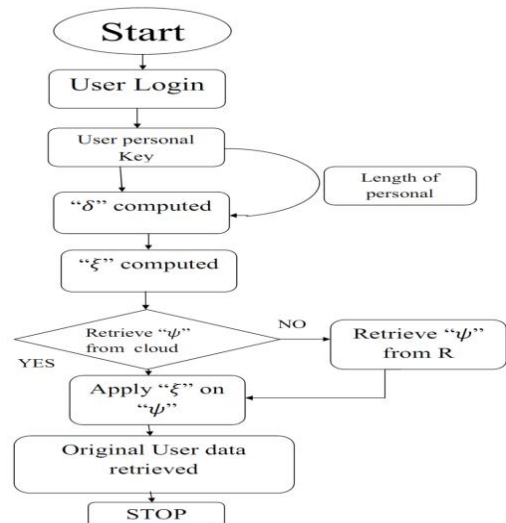 Start
User Login
User personal
Key
Length of
personal
“δ” computed
“ξ” computed
Retrieve “ψ”
from cloud
NO
YES
Retrieve “ψ”
from R
Apply “ξ” on
“ψ”
Original User data
retrieved
STOP